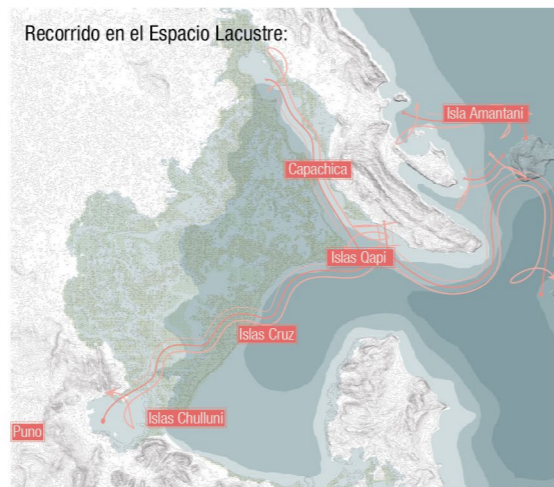 Recorrido en el Espacio Lacustre:
Isla Amantani
Capachica
Islas Qapi
Islas Cruz
Islas Chulluni
Puno